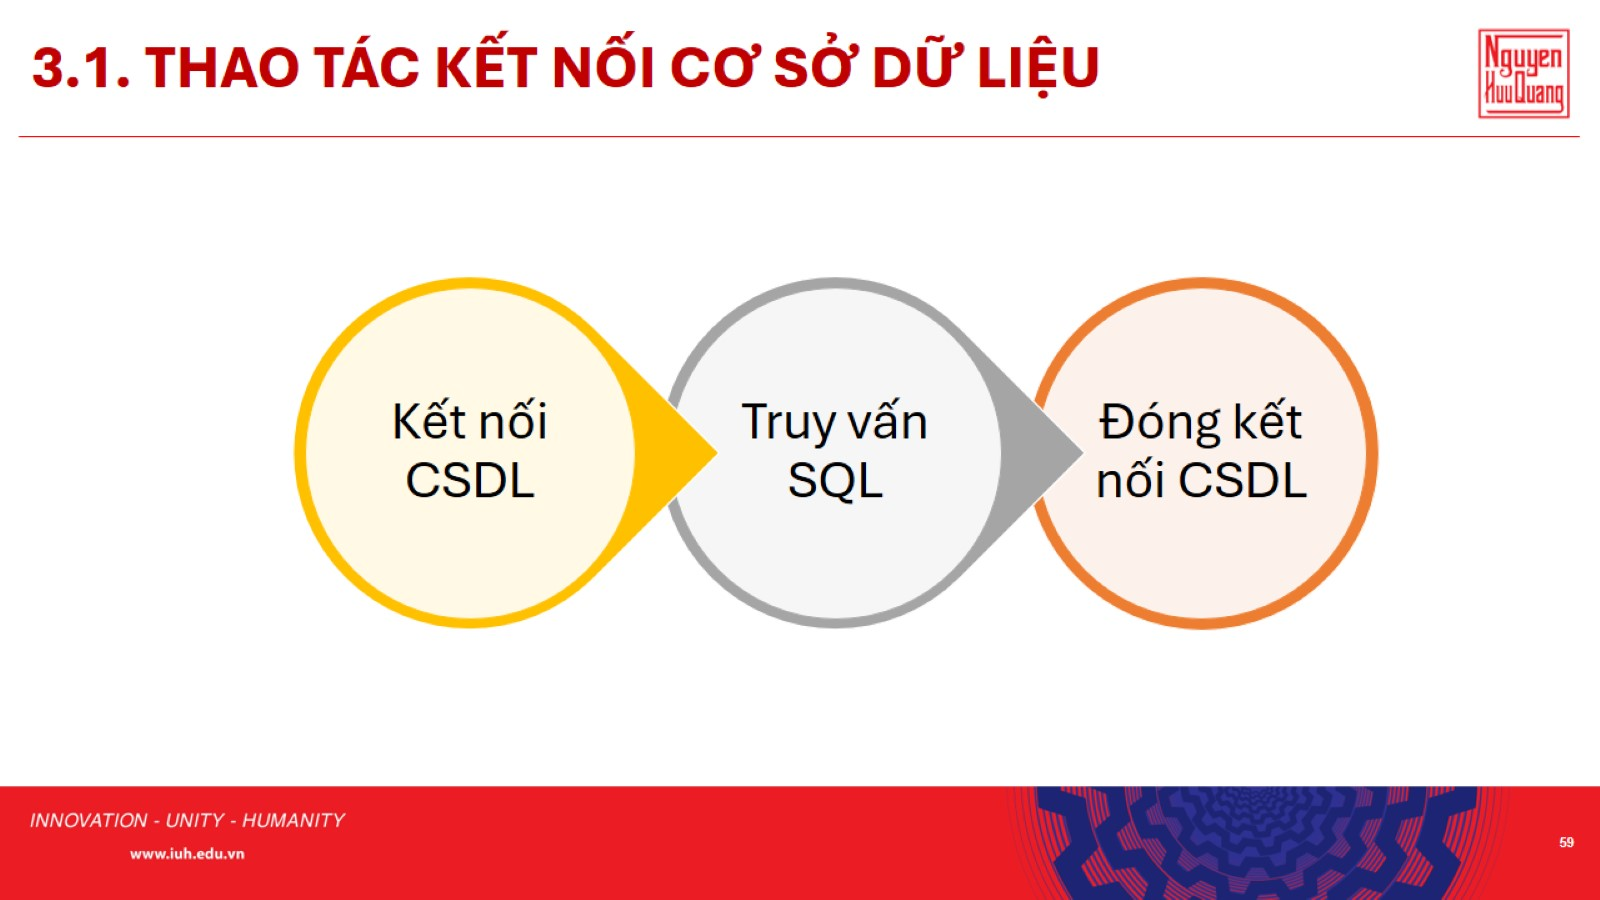 3.1. THAO TÁC KẾT NỐI CƠ SỞ DỮ LIỆU
Nguyen
HuuQuang
Kết nối
CSDL
Truy vấn
SQL
Đóng kết
nối CSDL
INNOVATION - UNITY - HUMANITY
www.iuh.edu.vn
59